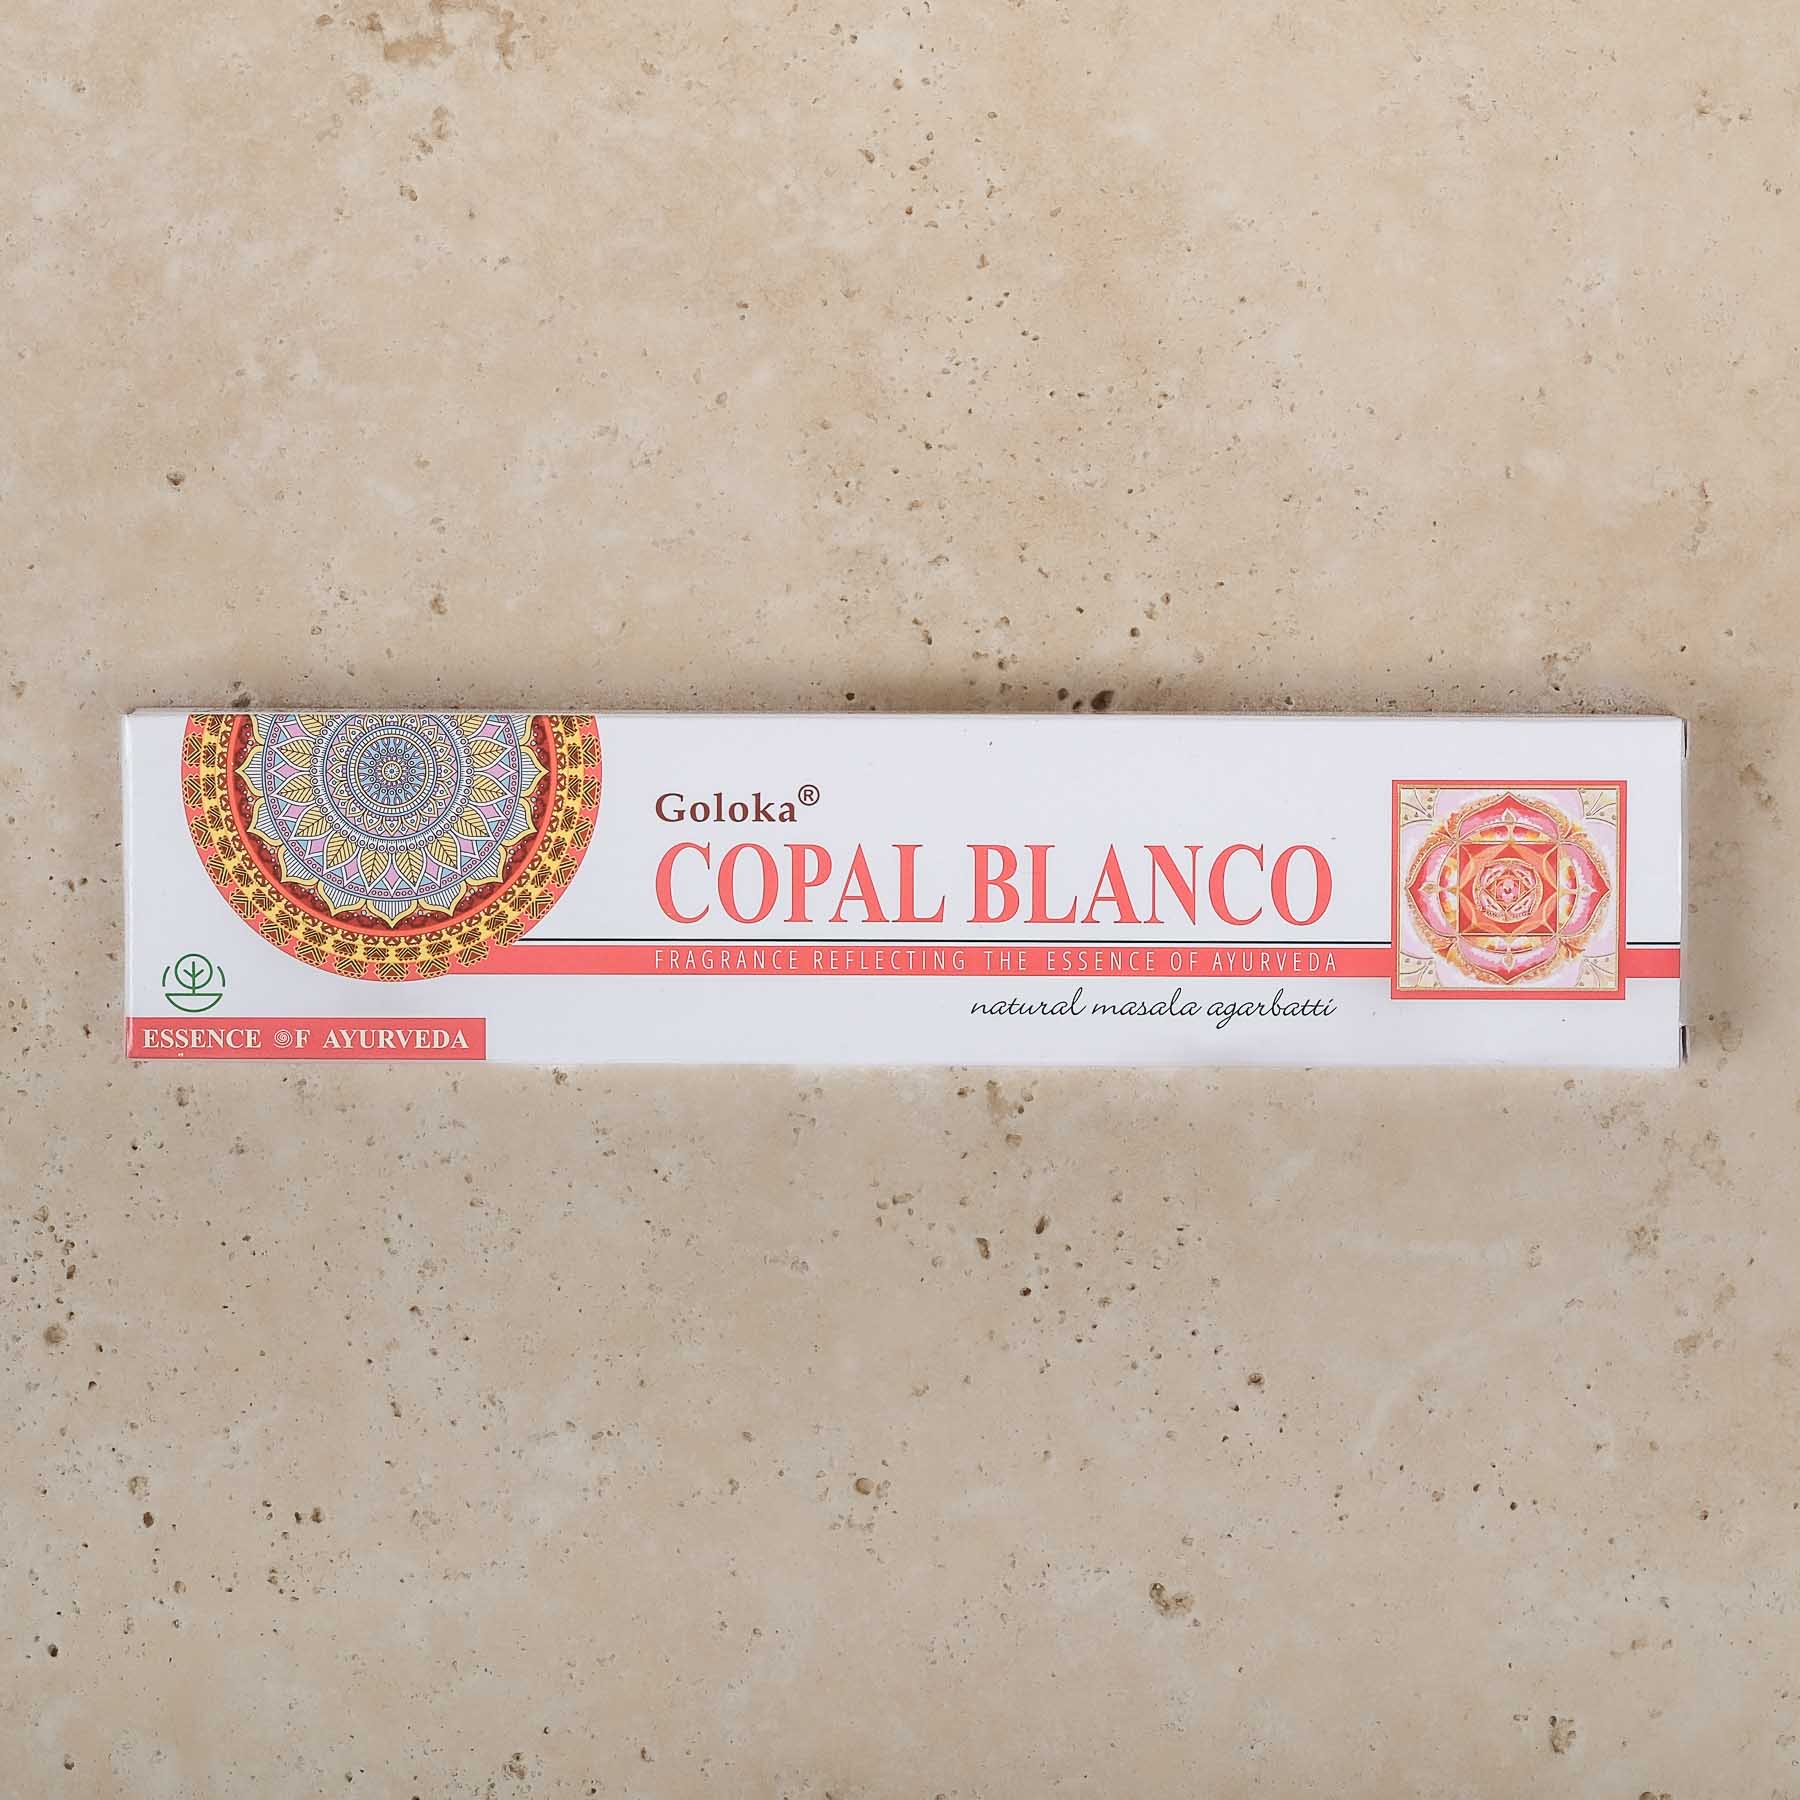 Goloka®
COPAL BLANCO
FRAGRANCE REFLECTING THE ESSENCE OF AYURVEDA
natural masala agarbatti
ESSENCE OF AYURVEDA